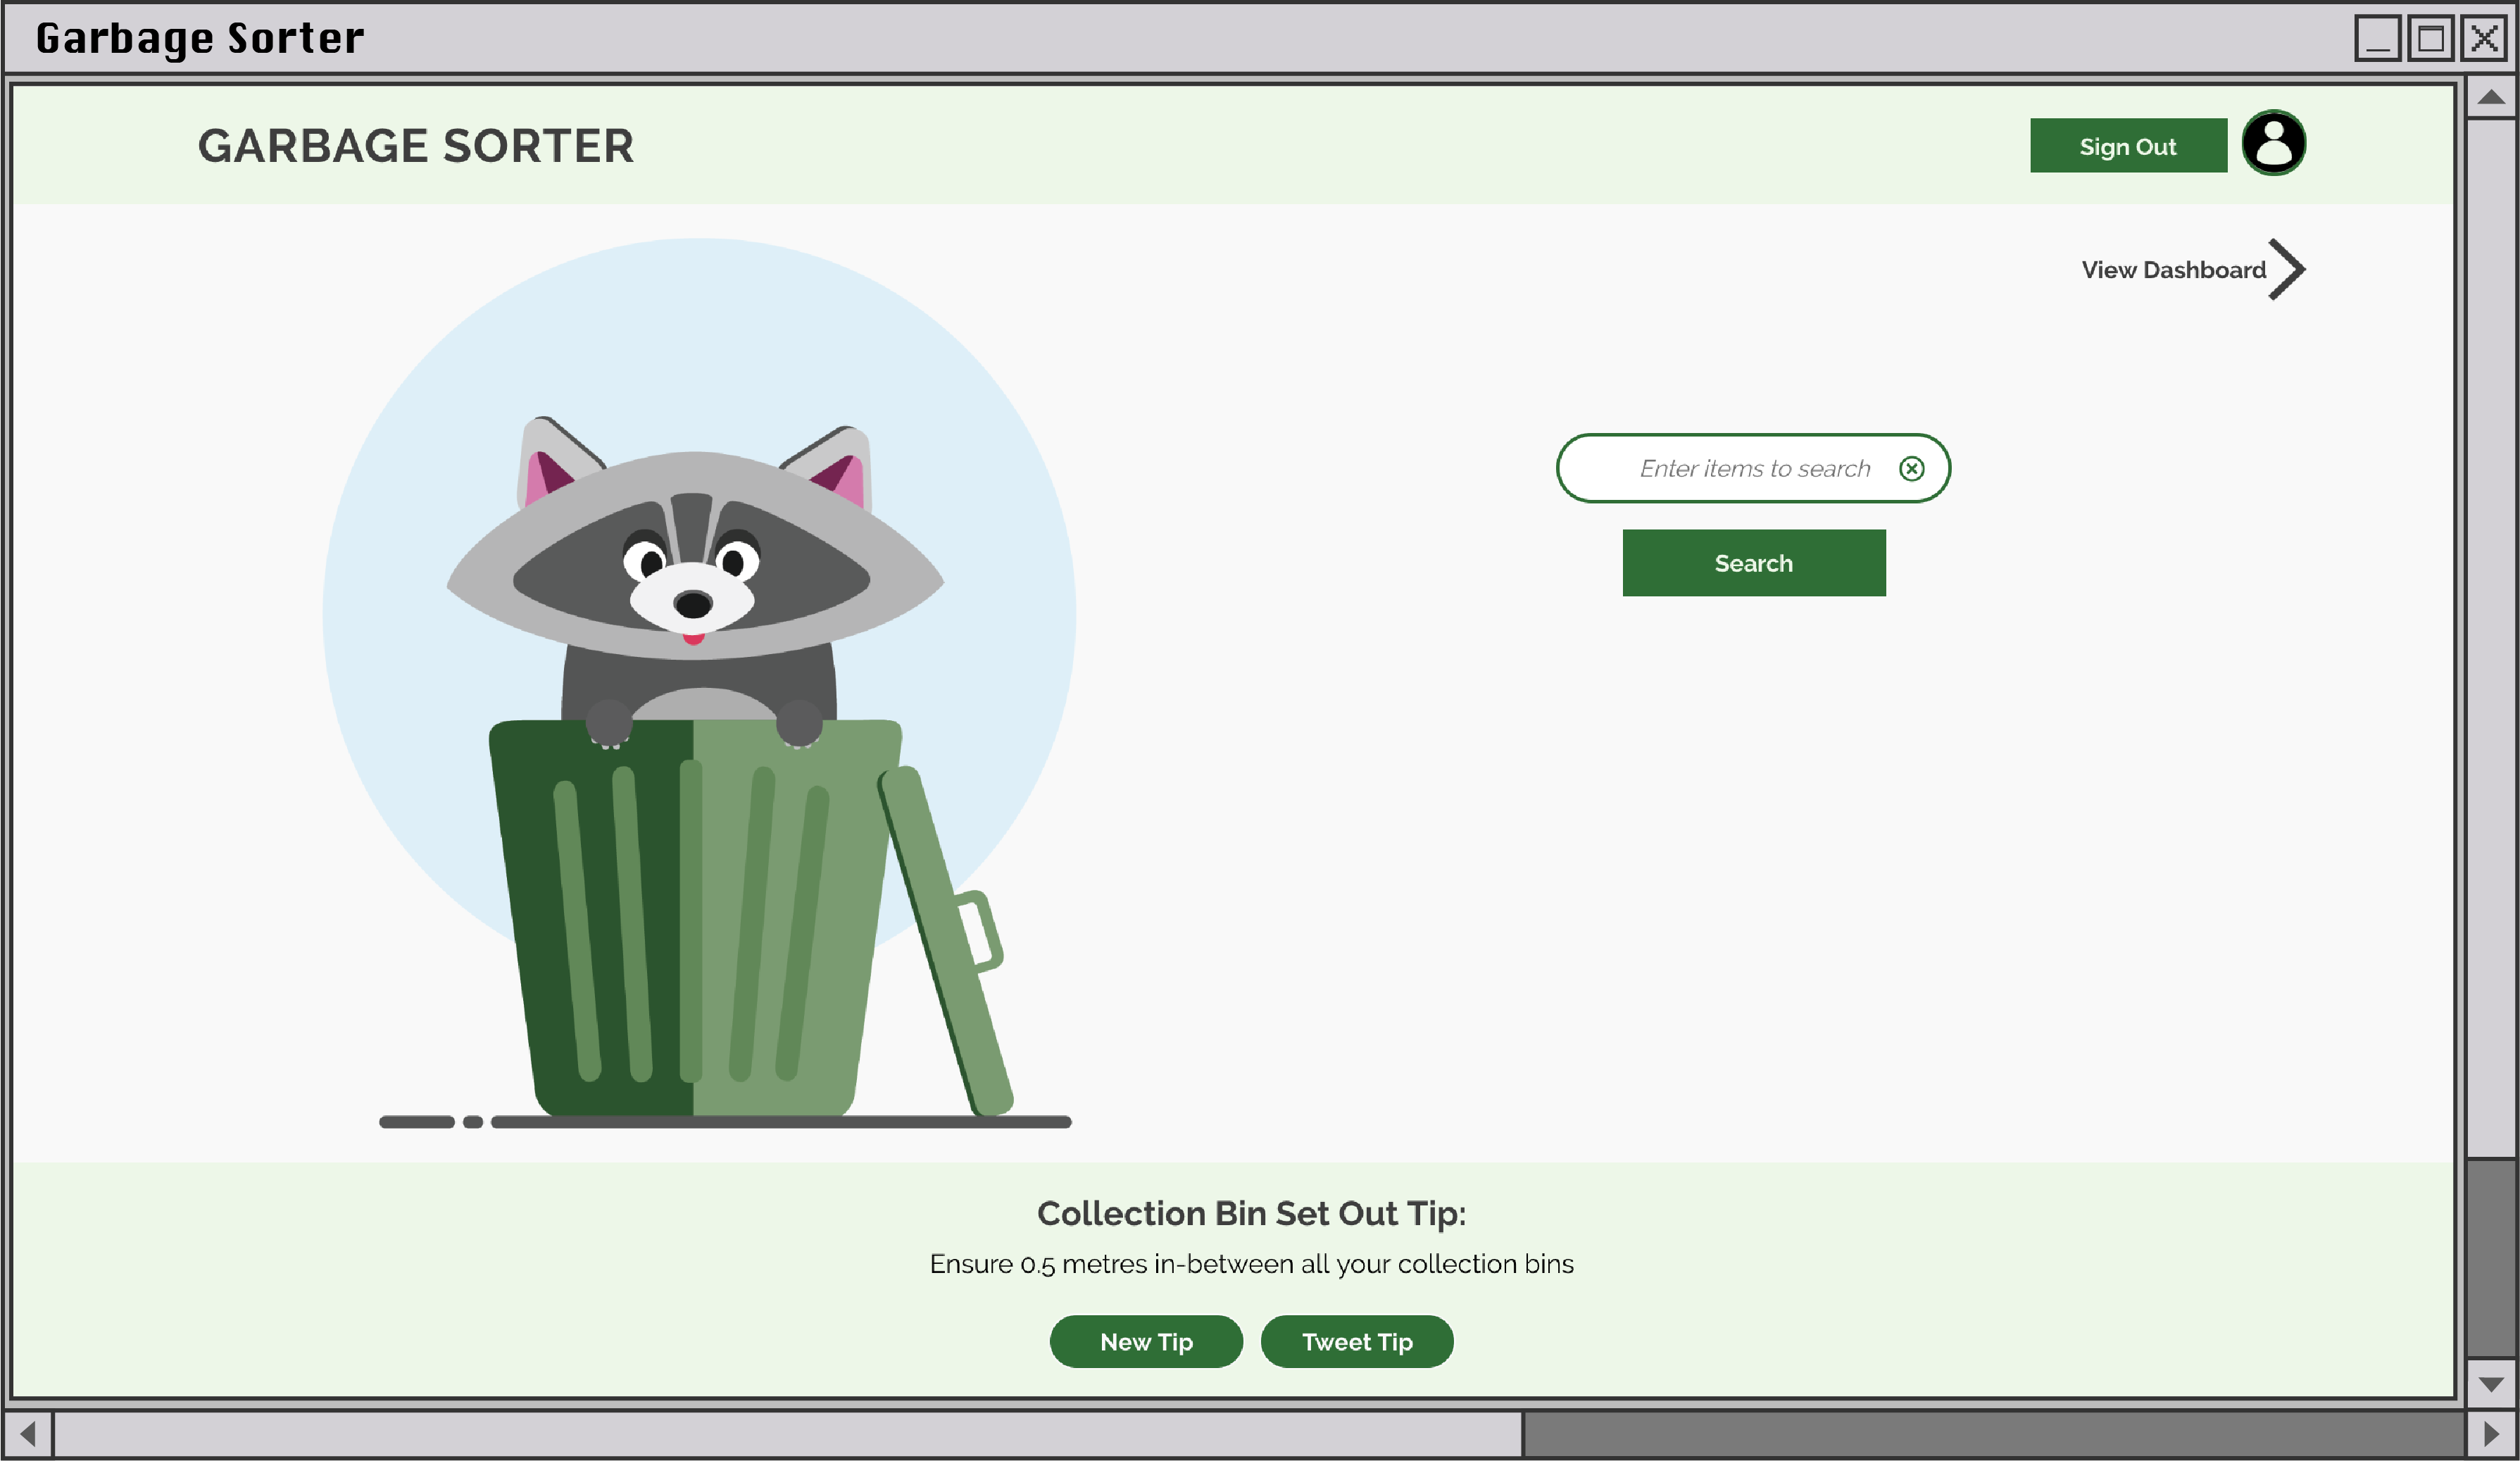 Garbage Sorter
GARBAGE SORTER
Sign Out
View Dashboard
Enter items to search
Search
Collection Bin Set Out Tip:
Ensure 0.5 metres in-between all your collection bins
New Tip
Tweet Tip